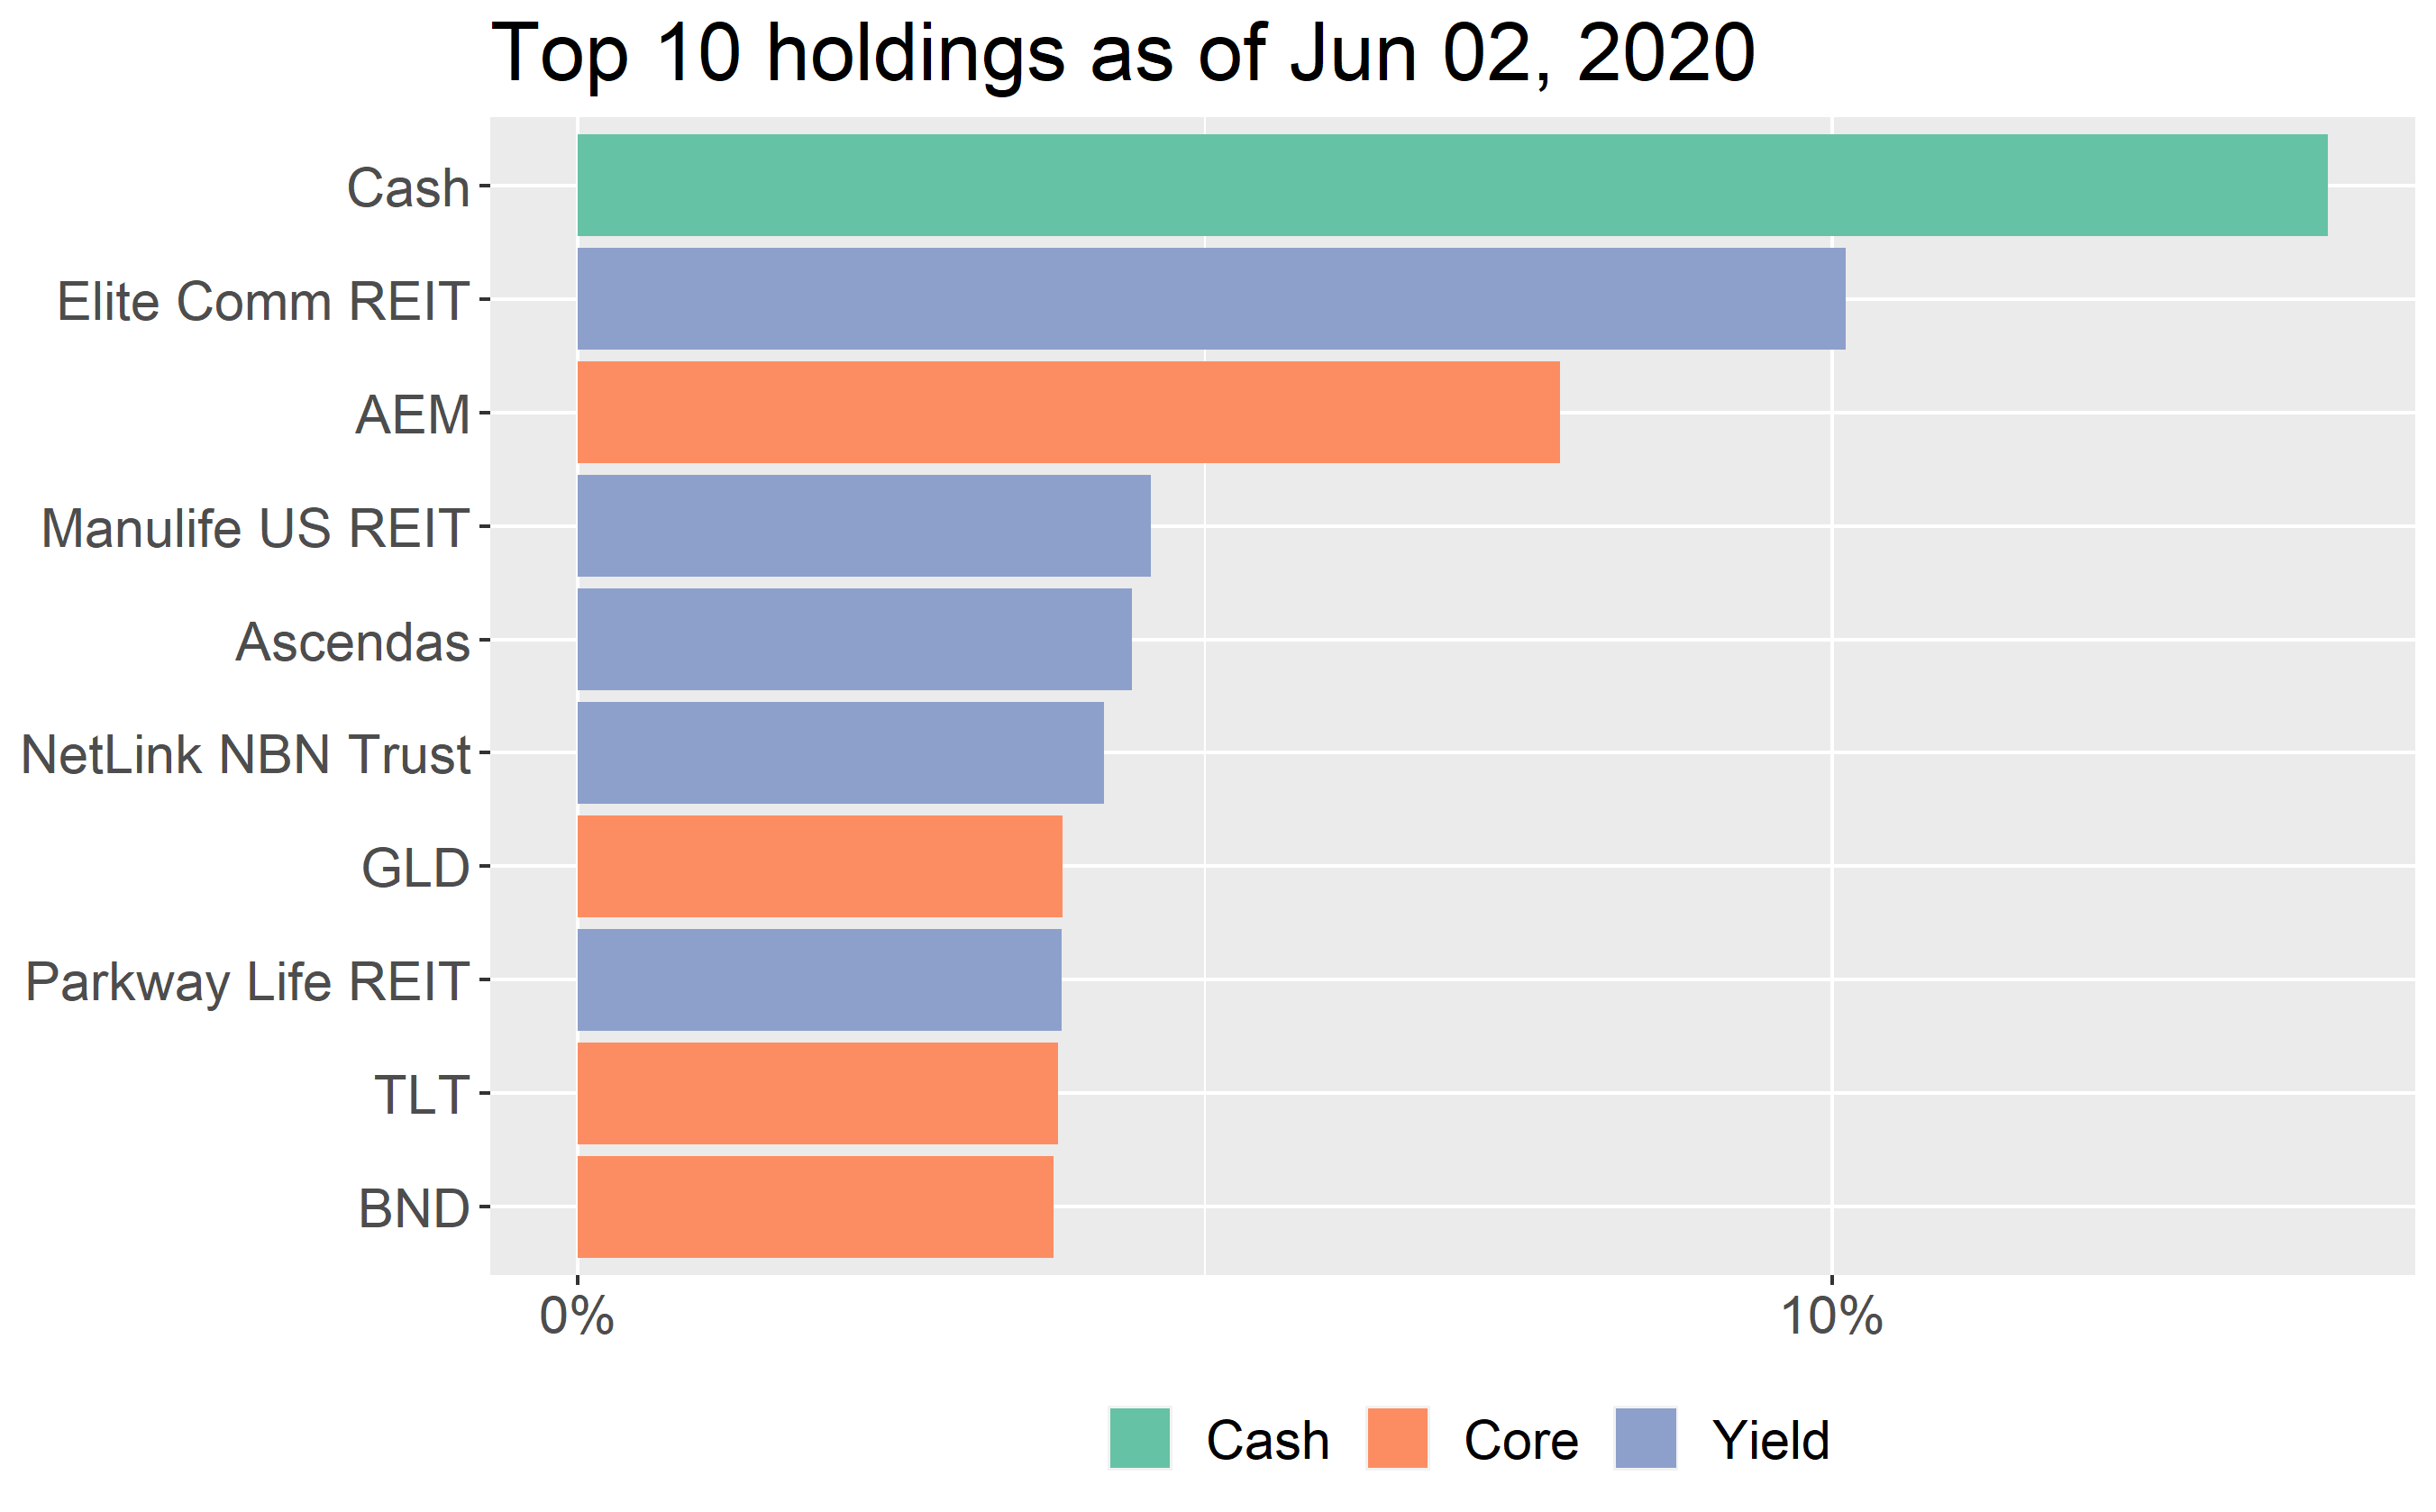 Top 10 holdings as of Jun 02, 2020
Cash
Elite Comm REIT
AEM
Manulife US REIT
Ascendas
NetLink NBN Trust
GLD
Parkway Life REIT
TLT
BND
0% 10%
Cash Core Yield